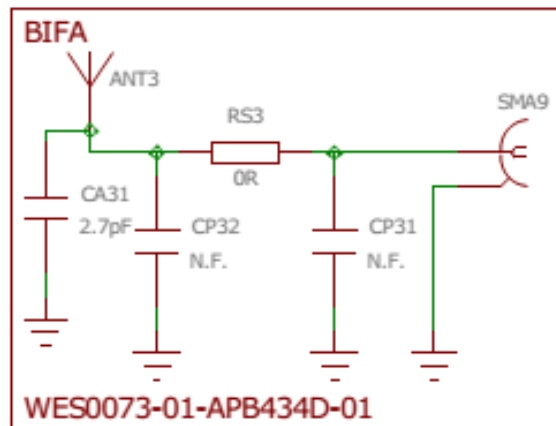 BIFA
ANT3
SMA9
RS3
0R
CA31
2.7pF
CP32
N.F.
CP31
N.F.
WES0073-01-APB434D-01